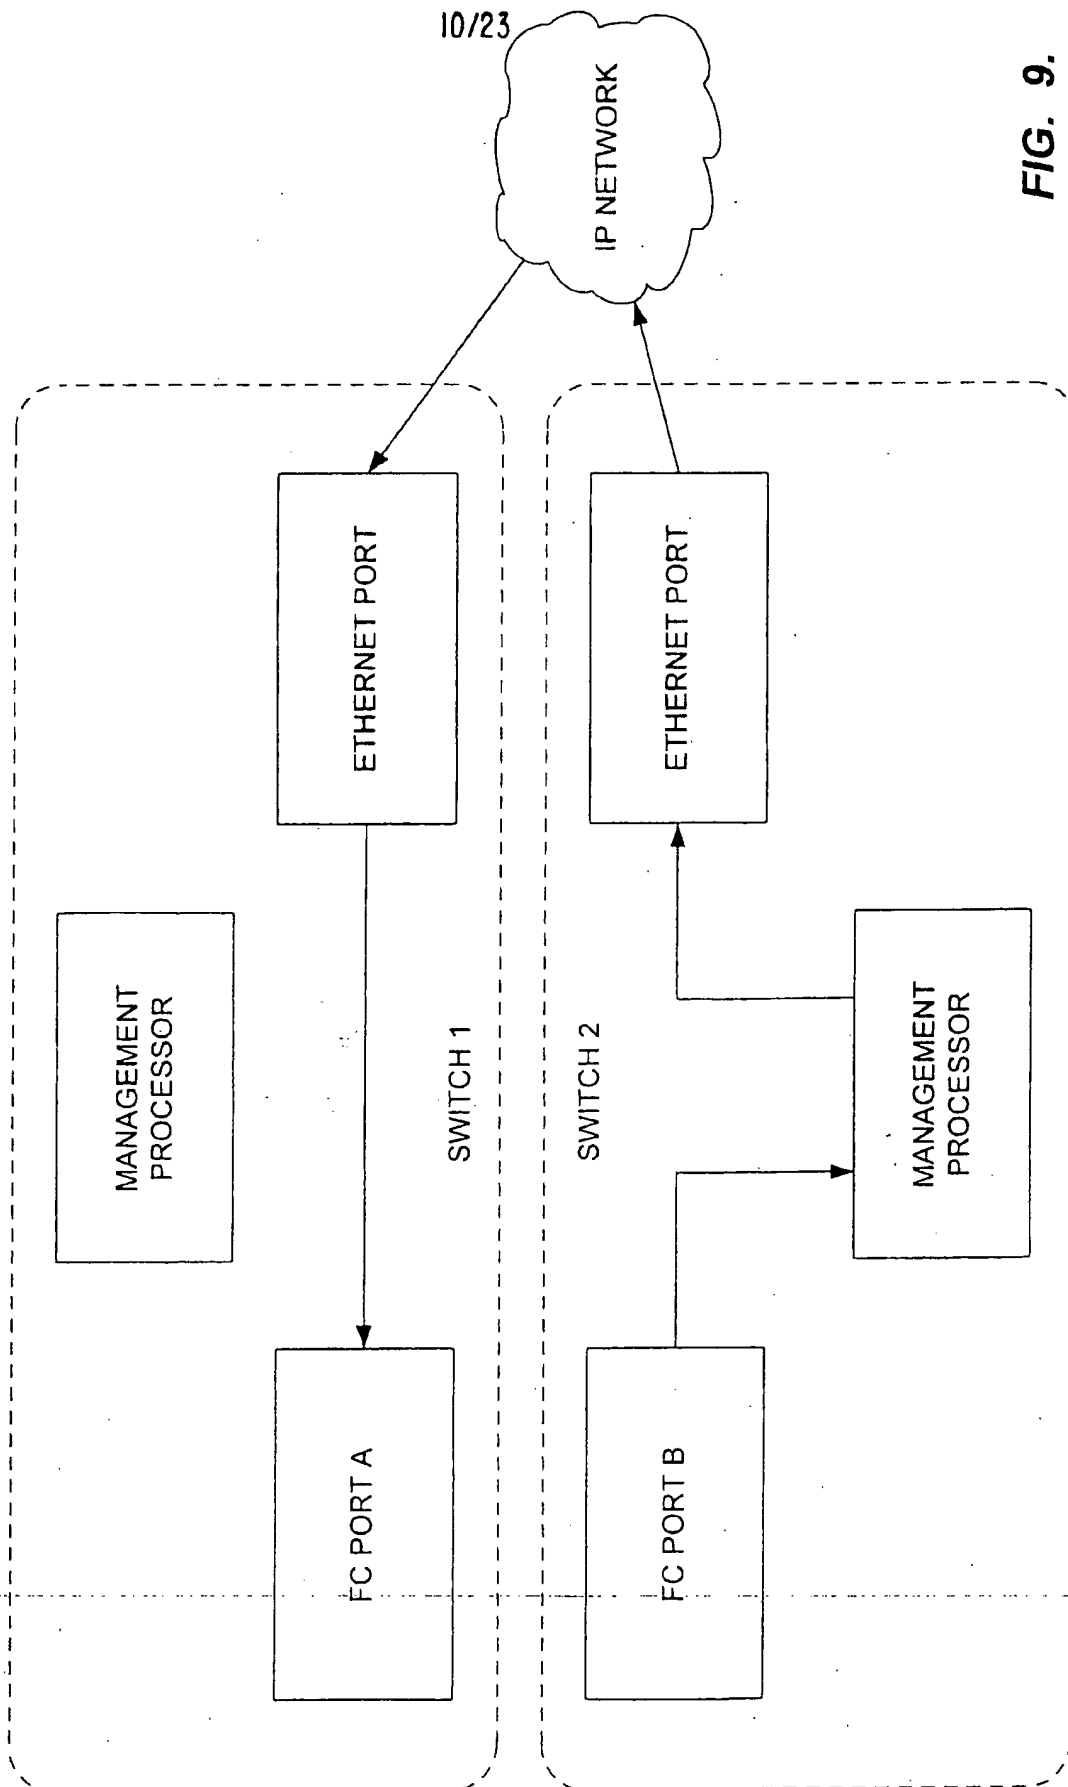 10/23
MANAGEMENT
PROCESSOR
FC PORT A
ETHERNET PORT
SWITCH 1
IP NETWORK
SWITCH 2
FC PORT B
ETHERNET PORT
MANAGEMENT
PROCESSOR
FIG. 9.